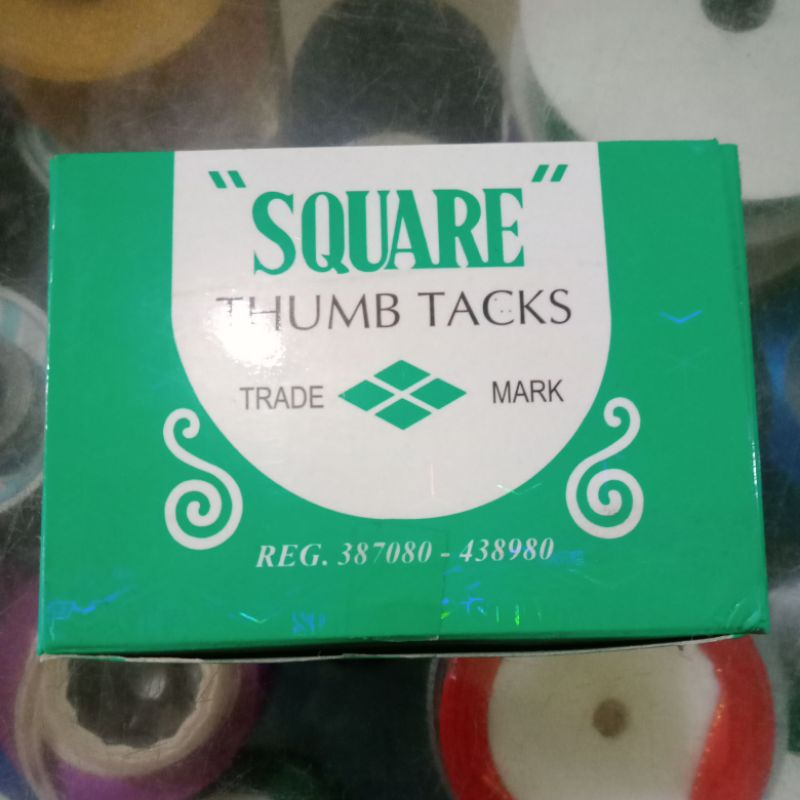 "SQUARE"
THUMB TACKS
TRADE MARK
REG. 387080 - 438980